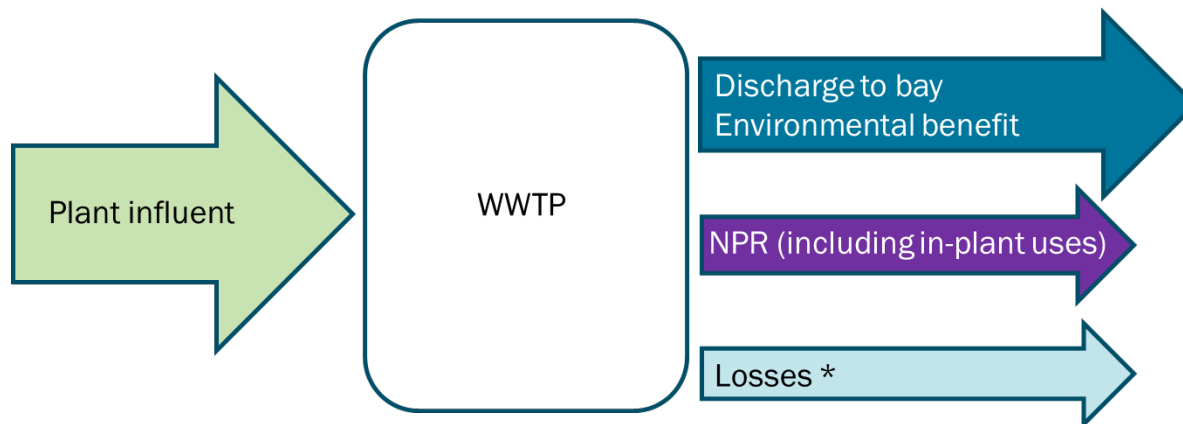 Plant influent
WWTP
Discharge to bay
Environmental benefit
NPR (including in-plant uses)
Losses *